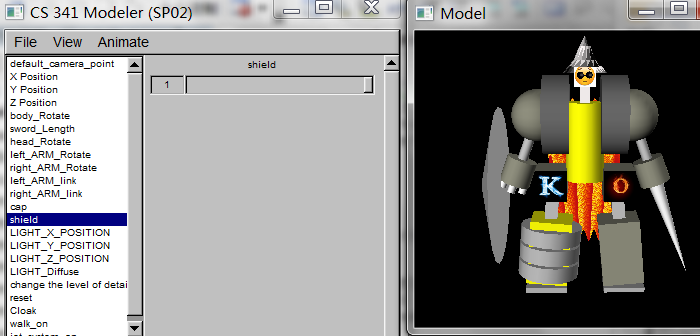 CS 341 Modeler (SP02)
File View Animate
default_camera_point
X Position
Y Position
Z Position
body_Rotate
sword_Length
head_Rotate
left_ARM_Rotate
right_ARM_Rotate
left_ARM_link
right_ARM_link
cap
shield
LIGHT_X_POSITION
LIGHT_Y_POSITION
LIGHT_Z_POSITION
LIGHT_Diffuse
change the level of detai
reset
Cloak
walk_on
shield
1
Model
K O